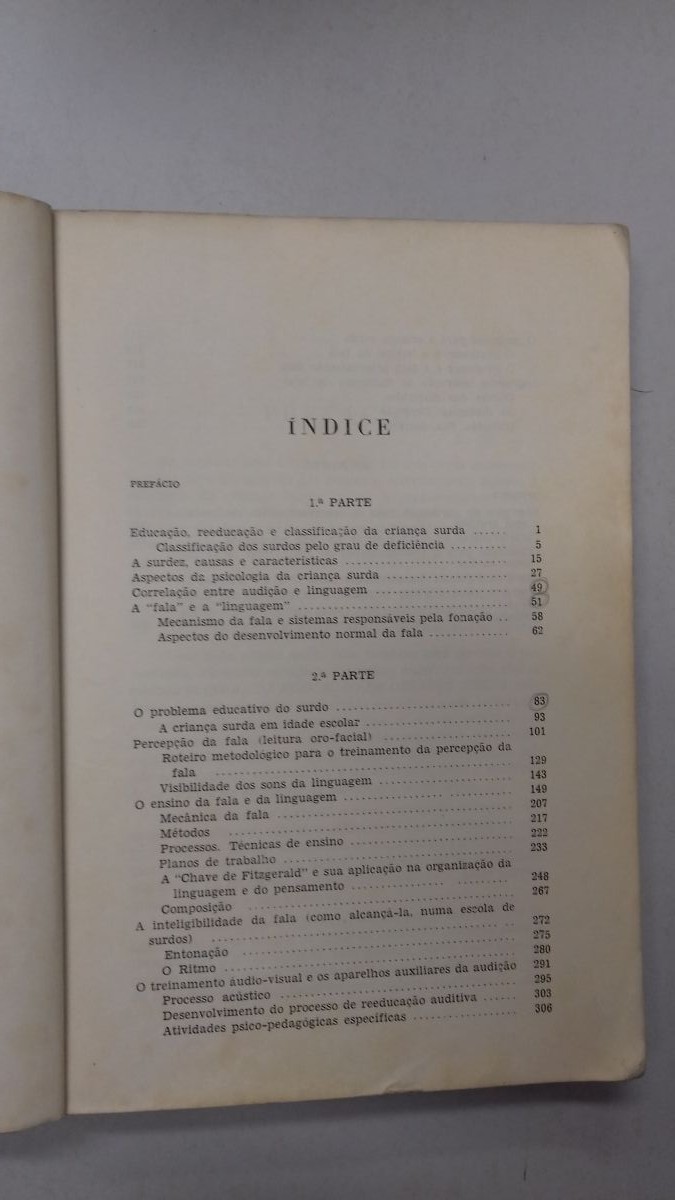 ÍNDICE
PREFÁCIO
1.ª PARTE
Educação, reeducação e classificação da criança surda ...... 1
Classificação dos surdos pelo grau de deficiência .......... 5
A surdez, causas e características ............................ 15
Aspectos da psicologia da criança surda ..................... 27
Correlação entre audição e linguagem ....................... 49
A “fala” e a “linguagem” ..................................... 51
Mecanismo da fala e sistemas responsáveis pela fonação .. 58
Aspectos do desenvolvimento normal da fala ............. 62
2.ª PARTE
O problema educativo do surdo .............................. 83
A criança surda em idade escolar ........................ 93
Percepção da fala (leitura oro-facial) ...................... 101
Roteiro metodológico para o treinamento da percepção da
fala ................................................ 129
Visibilidade dos sons da linguagem ...................... 143
O ensino da fala e da linguagem ............................ 149
Mecânica da fala ........................................ 207
Métodos ................................................ 217
Processos. Técnicas de ensino ........................... 222
Planos de trabalho ...................................... 233
A “Chave de Fitzgerald” e sua aplicação na organização da
linguagem e do pensamento ........................ 248
Composição ............................................. 267
A inteligibilidade da fala (como alcançá-la, numa escola de
surdos) ................................................ 272
Entonação .............................................. 275
O Ritmo ................................................ 280
O treinamento áudio-visual e os aparelhos auxiliares da audição 291
Processo acústico ....................................... 295
Desenvolvimento do processo de reeducação auditiva ..... 303
Atividades psico-pedagógicas específicas ................ 306